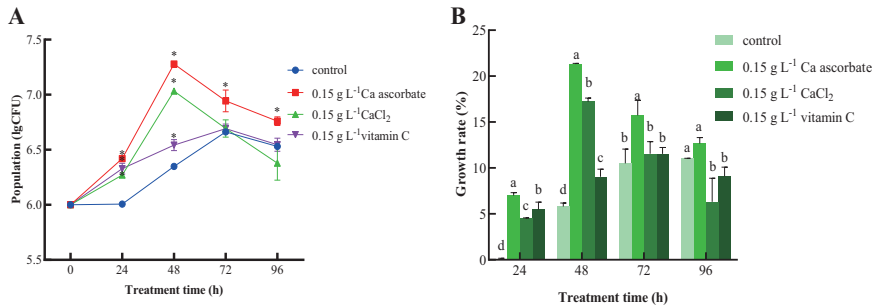 A
Population (lgCFU)
7.5
7.0
6.5
6.0
5.5
* * * * * * * *
0 24 48 72 96
Treatment time (h)
control
0.15 g L⁻¹Ca ascorbate
0.15 g L⁻¹CaCl₂
0.15 g L⁻¹vitamin C
B
Growth rate (%)
25
20
15
10
5
0
d a c b
d a b c
b a b b
a a b b
24 48 72 96
Treatment time (h)
control
0.15 g L⁻¹ Ca ascorbate
0.15 g L⁻¹ CaCl₂
0.15 g L⁻¹ vitamin C